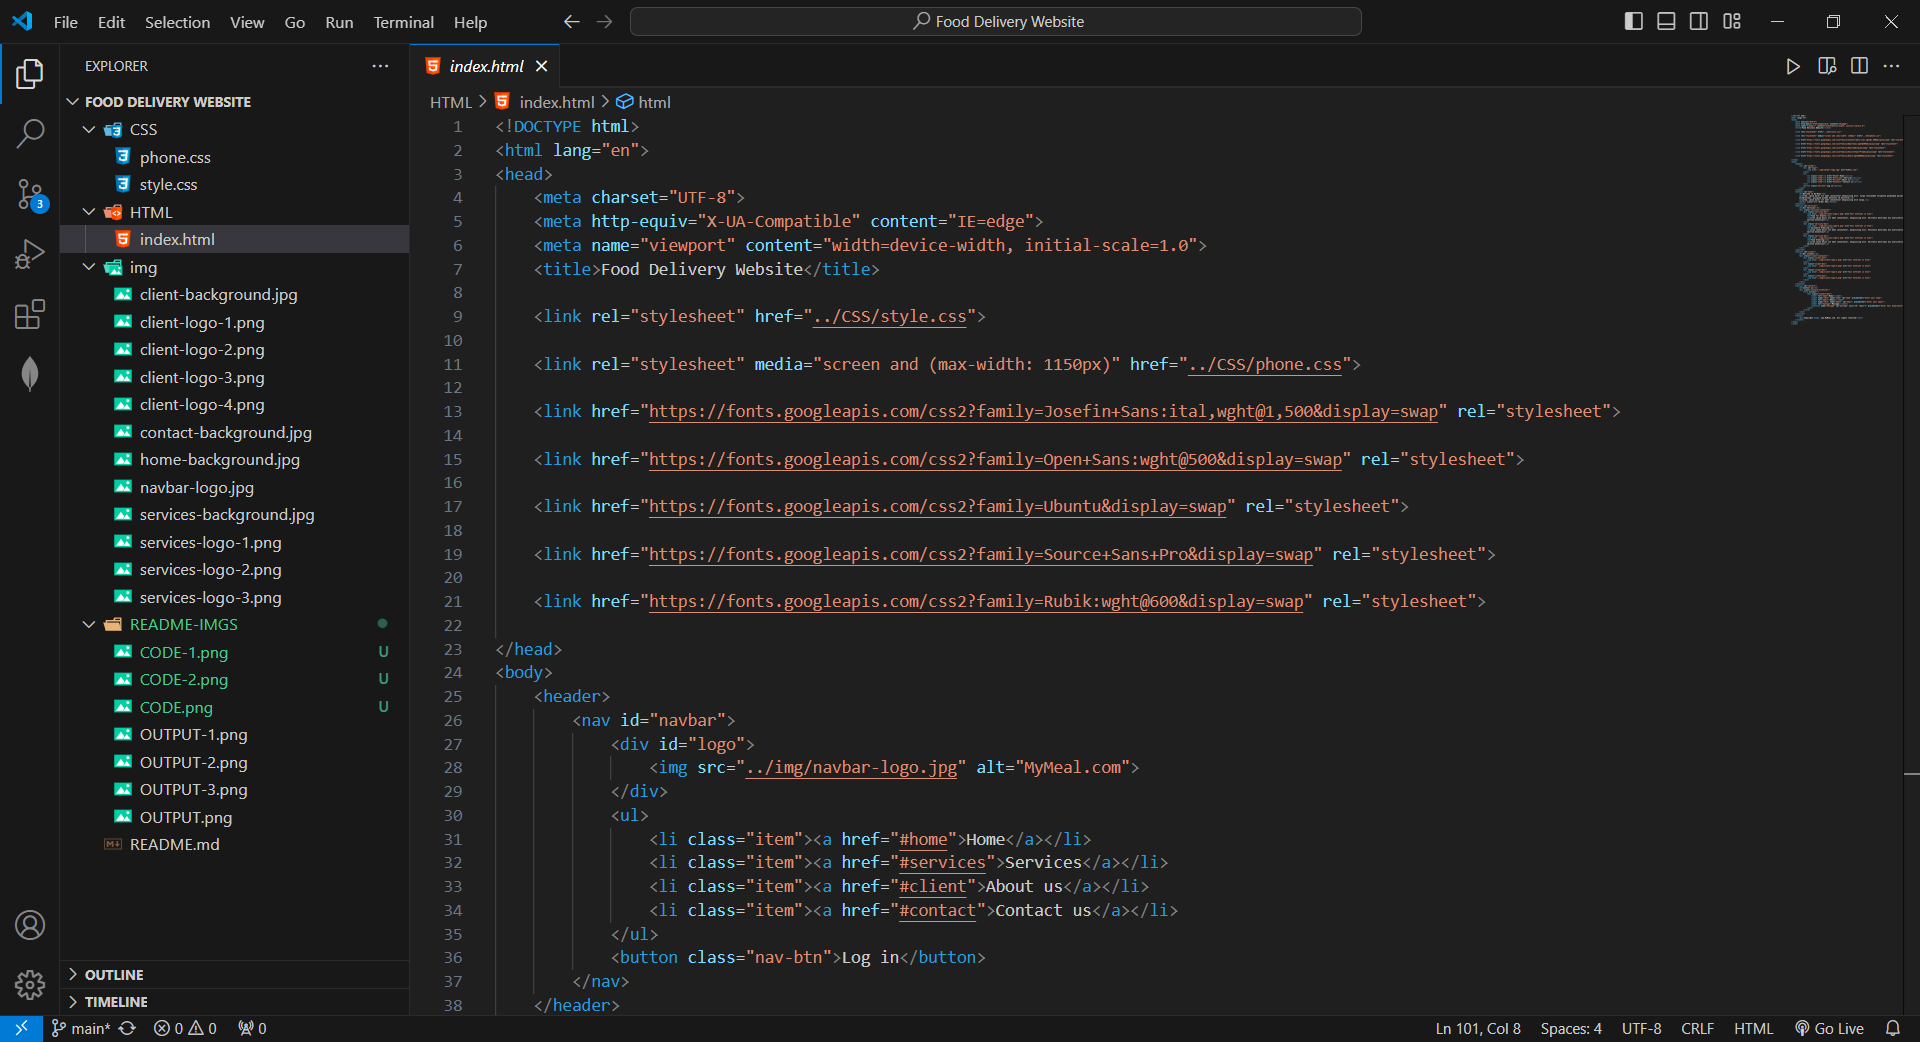 File Edit Selection View Go Run Terminal Help
Food Delivery Website
EXPLORER
FOOD DELIVERY WEBSITE
CSS
phone.css
style.css
HTML
index.html
img
client-background.jpg
client-logo-1.png
client-logo-2.png
client-logo-3.png
client-logo-4.png
contact-background.jpg
home-background.jpg
navbar-logo.jpg
services-background.jpg
services-logo-1.png
services-logo-2.png
services-logo-3.png
README-IMGS
CODE-1.png U
CODE-2.png U
CODE.png U
OUTPUT-1.png
OUTPUT-2.png
OUTPUT-3.png
OUTPUT.png
README.md
OUTLINE
TIMELINE
3
index.html
HTML > index.html > html
1 <!DOCTYPE html>
2 <html lang="en">
3 <head>
4 <meta charset="UTF-8">
5 <meta http-equiv="X-UA-Compatible" content="IE=edge">
6 <meta name="viewport" content="width=device-width, initial-scale=1.0">
7 <title>Food Delivery Website</title>
8
9 <link rel="stylesheet" href="../CSS/style.css">
10
11 <link rel="stylesheet" media="screen and (max-width: 1150px)" href="../CSS/phone.css">
12
13 <link href="https://fonts.googleapis.com/css2?family=Josefin+Sans:ital,wght@1,500&display=swap" rel="stylesheet">
14
15 <link href="https://fonts.googleapis.com/css2?family=Open+Sans:wght@500&display=swap" rel="stylesheet">
16
17 <link href="https://fonts.googleapis.com/css2?family=Ubuntu&display=swap" rel="stylesheet">
18
19 <link href="https://fonts.googleapis.com/css2?family=Source+Sans+Pro&display=swap" rel="stylesheet">
20
21 <link href="https://fonts.googleapis.com/css2?family=Rubik:wght@600&display=swap" rel="stylesheet">
22
23 </head>
24 <body>
25 <header>
26 <nav id="navbar">
27 <div id="logo">
28 <img src="../img/navbar-logo.jpg" alt="MyMeal.com">
29 </div>
30 <ul>
31 <li class="item"><a href="#home">Home</a></li>
32 <li class="item"><a href="#services">Services</a></li>
33 <li class="item"><a href="#client">About us</a></li>
34 <li class="item"><a href="#contact">Contact us</a></li>
35 </ul>
36 <button class="nav-btn">Log in</button>
37 </nav>
38 </header>
main* 0 0 0
Ln 101, Col 8 Spaces: 4 UTF-8 CRLF HTML Go Live